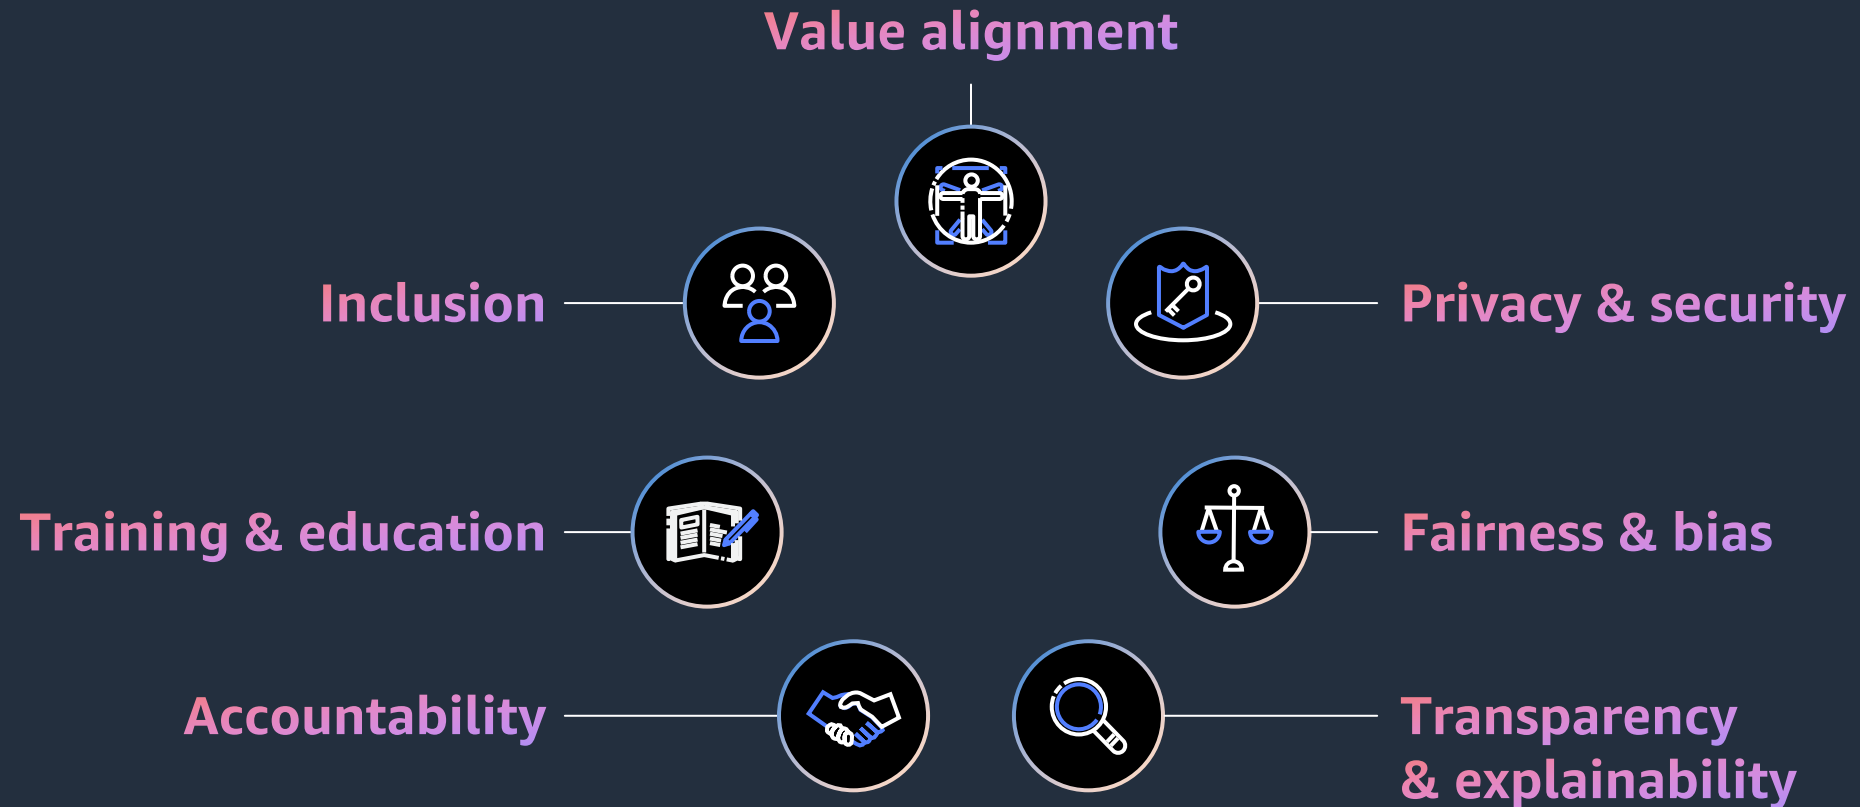 Value alignment
Inclusion
Privacy & security
Training & education
Fairness & bias
Accountability
Transparency
& explainability